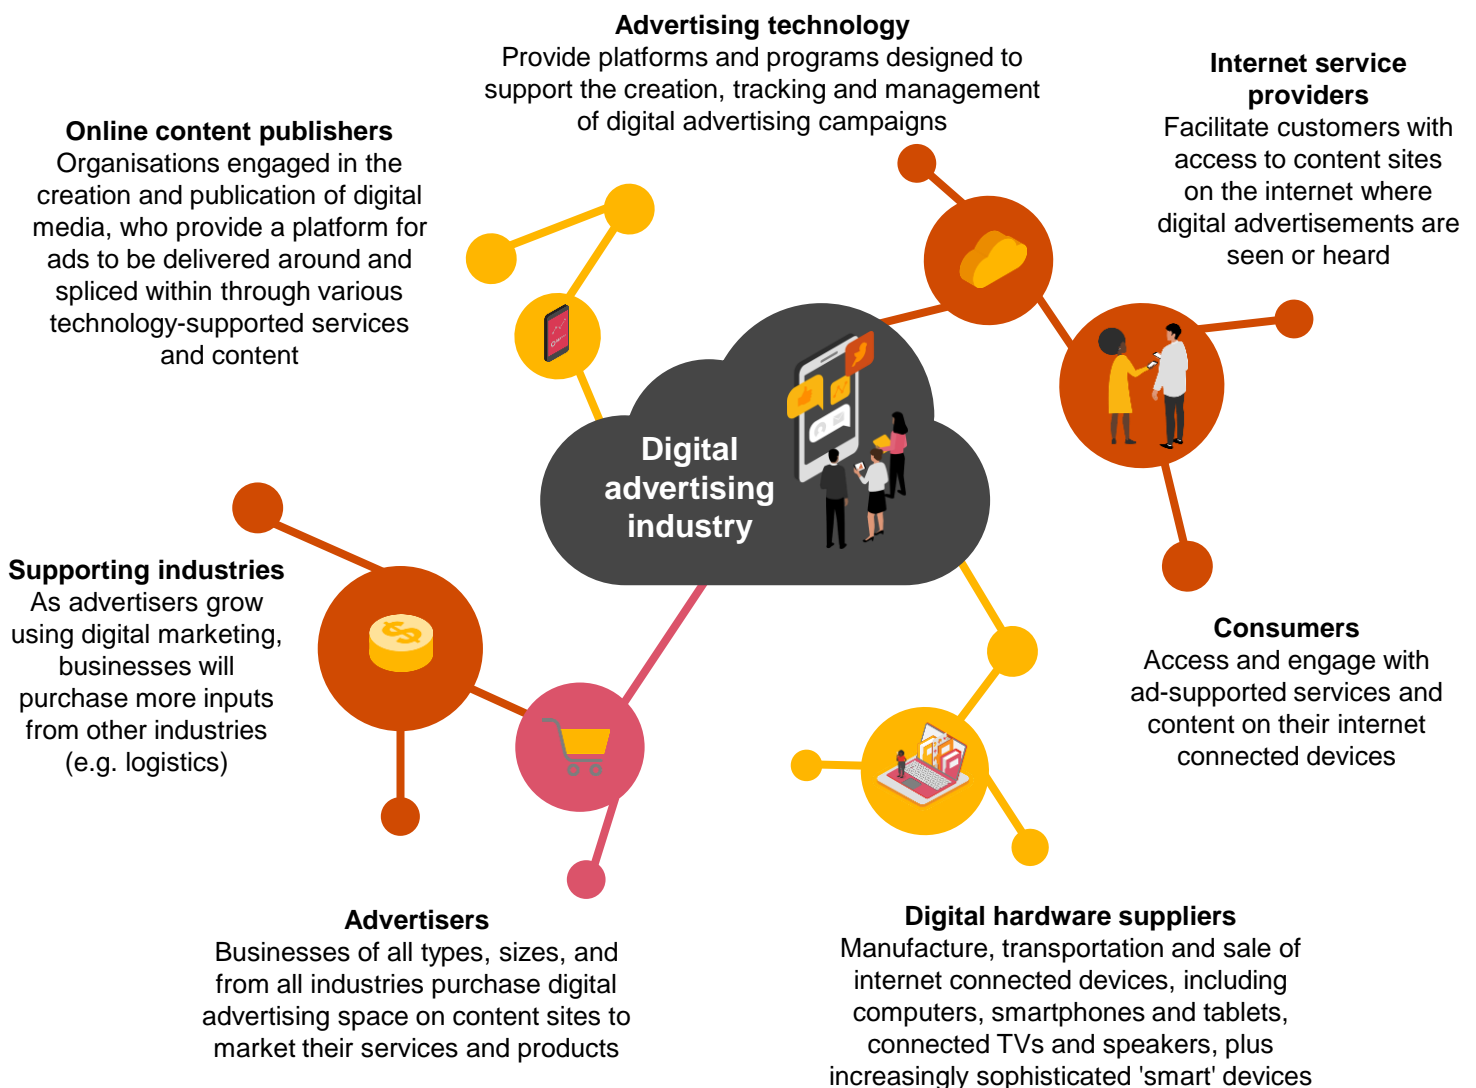 Advertising technology
Provide platforms and programs designed to
support the creation, tracking and management
of digital advertising campaigns
Internet service
providers
Facilitate customers with
access to content sites
on the internet where
digital advertisements are
seen or heard
Online content publishers
Organisations engaged in the
creation and publication of digital
media, who provide a platform for
ads to be delivered around and
spliced within through various
technology-supported services
and content
Digital
advertising
industry
Supporting industries
As advertisers grow
using digital marketing,
businesses will
purchase more inputs
from other industries
(e.g. logistics)
Consumers
Access and engage with
ad-supported services and
content on their internet
connected devices
Advertisers
Businesses of all types, sizes, and
from all industries purchase digital
advertising space on content sites to
market their services and products
Digital hardware suppliers
Manufacture, transportation and sale of
internet connected devices, including
computers, smartphones and tablets,
connected TVs and speakers, plus
increasingly sophisticated 'smart' devices